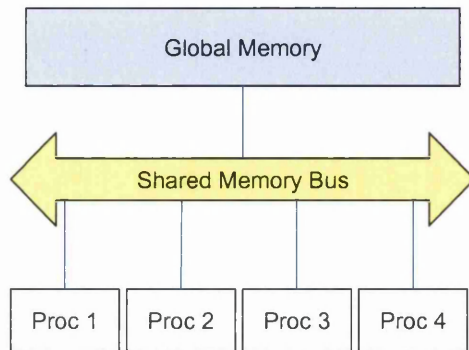 Global Memory
Shared Memory Bus
Proc 1
Proc 2
Proc 3
Proc 4